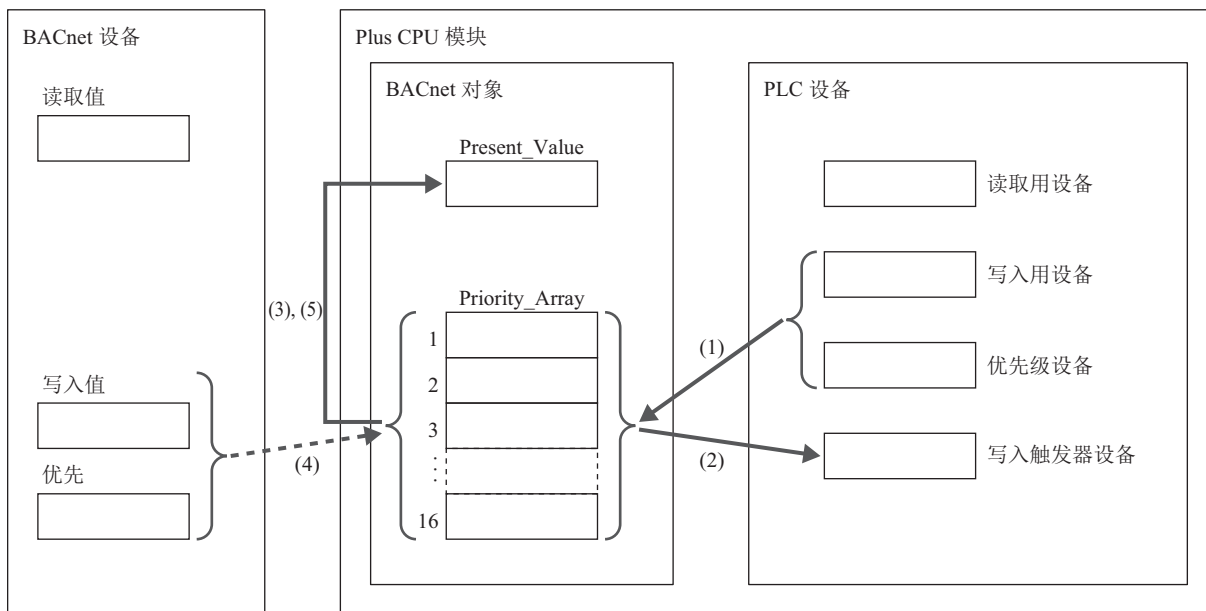 BACnet 设备
读取值
写入值
优先
(3), (5)
(4)
Plus CPU 模块
BACnet 对象
Present_Value
Priority_Array
1
2
3
⋮
16
(1)
(2)
PLC 设备
读取用设备
写入用设备
优先级设备
写入触发器设备